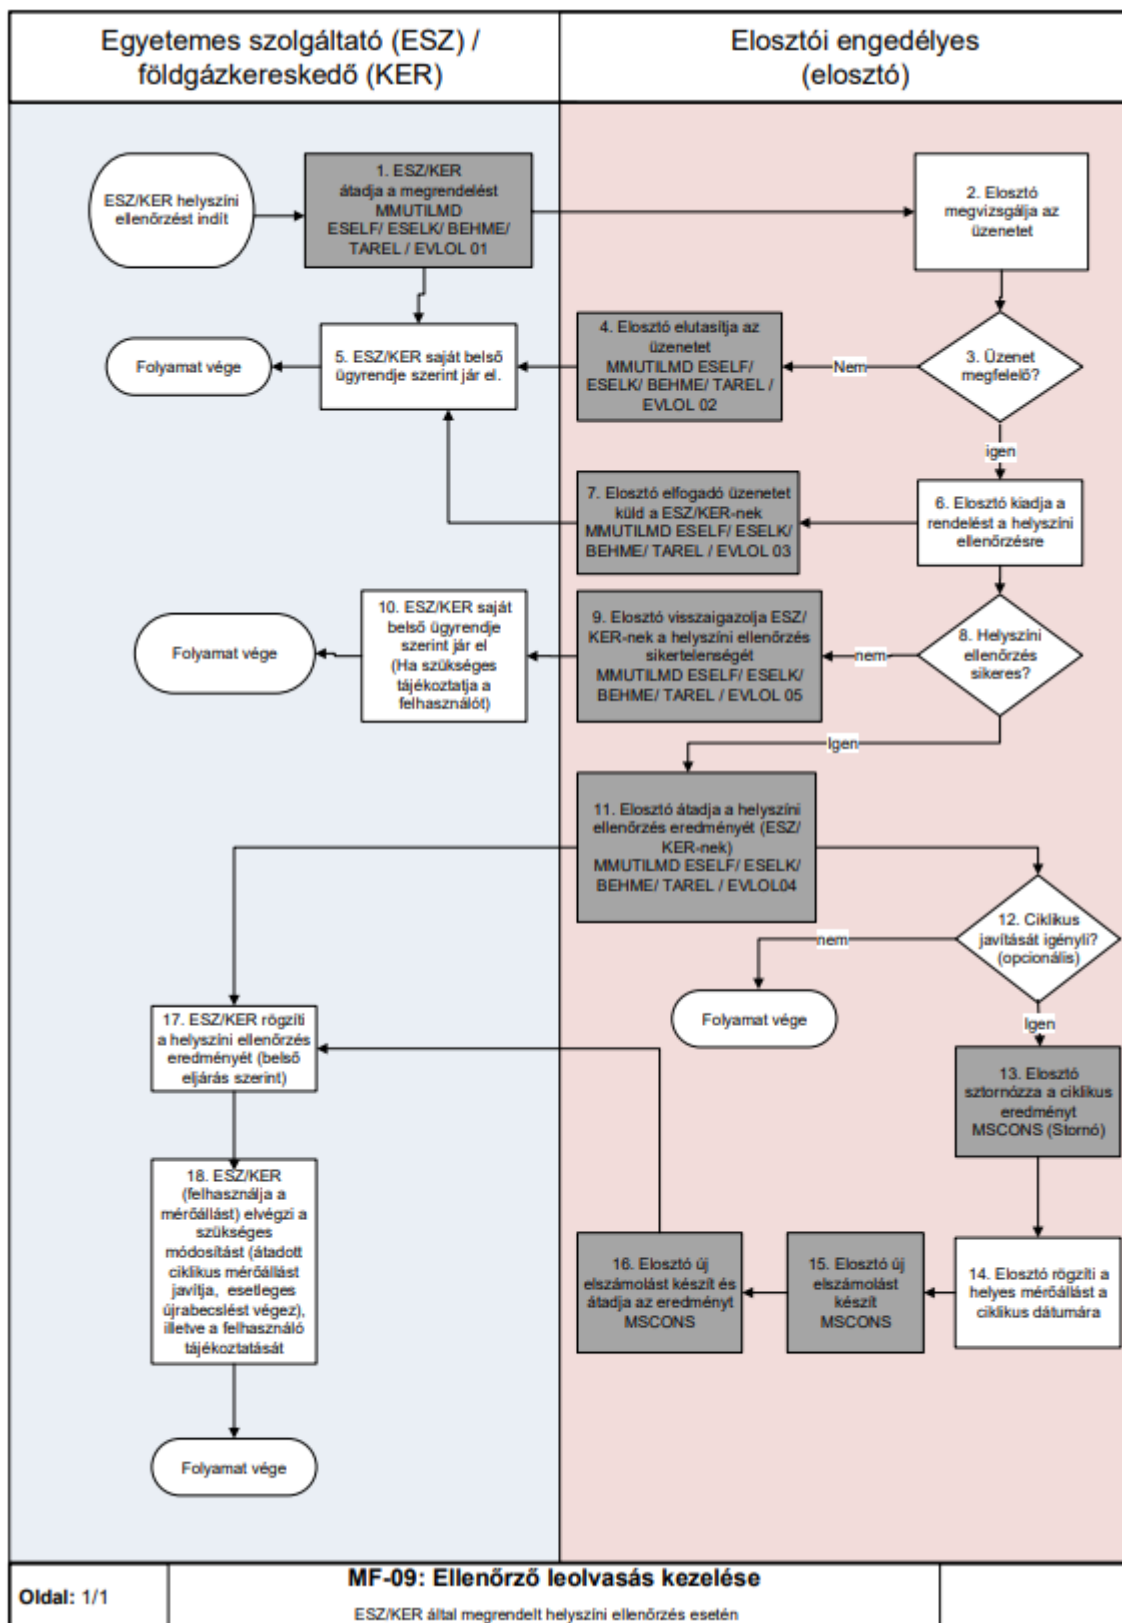 Egyetemes szolgáltató (ESZ) /
földgázkereskedő (KER)
Elosztói engedélyes
(elosztó)
ESZ/KER helyszíni
ellenőrzést indít
1. ESZ/KER
átadja a megrendelést
MMUTILMD
ESELF/ ESELK/ BEHME/
TAREL / EVLOL 01
2. Elosztó
megvizsgálja az
üzenetet
3. Üzenet
megfelelő?
Nem
4. Elosztó elutasítja az
üzenetet
MMUTILMD ESELF/
ESELK/ BEHME/ TAREL /
EVLOL 02
5. ESZ/KER saját belső
ügyrendje szerint jár el.
Folyamat vége
igen
6. Elosztó kiadja a
rendelést a helyszíni
ellenőrzésre
7. Elosztó elfogadó üzenetet
küld a ESZ/KER-nek
MMUTILMD ESELF/ ESELK/
BEHME/ TAREL / EVLOL 03
8. Helyszíni
ellenőrzés
sikeres?
nem
9. Elosztó visszaigazolja ESZ/
KER-nek a helyszíni ellenőrzés
sikertelenségét
MMUTILMD ESELF/ ESELK/
BEHME/ TAREL / EVLOL 05
10. ESZ/KER saját
belső ügyrendje
szerint jár el
(Ha szükséges
tájékoztatja a
felhasználót)
Folyamat vége
Igen
11. Elosztó átadja a helyszíni
ellenőrzés eredményét (ESZ/
KER-nek)
MMUTILMD ESELF/ ESELK/
BEHME/ TAREL / EVLOL04
12. Ciklikus
javítását igényli?
(opcionális)
nem
Folyamat vége
Igen
13. Elosztó
sztornózza a ciklikus
eredményt
MSCONS (Stornó)
14. Elosztó rögzíti a
helyes mérőállást a
ciklikus dátumára
15. Elosztó új
elszámolást
készít
MSCONS
16. Elosztó új
elszámolást készít és
átadja az eredményt
MSCONS
17. ESZ/KER rögzíti
a helyszíni ellenőrzés
eredményét (belső
eljárás szerint)
18. ESZ/KER
(felhasználja a
mérőállást) elvégzi a
szükséges
módosítást (átadott
ciklikus mérőállást
javítja, esetleges
újrabecslést végez),
illetve a felhasználó
tájékoztatását
Folyamat vége
Oldal: 1/1
MF-09: Ellenőrző leolvasás kezelése
ESZ/KER által megrendelt helyszíni ellenőrzés esetén